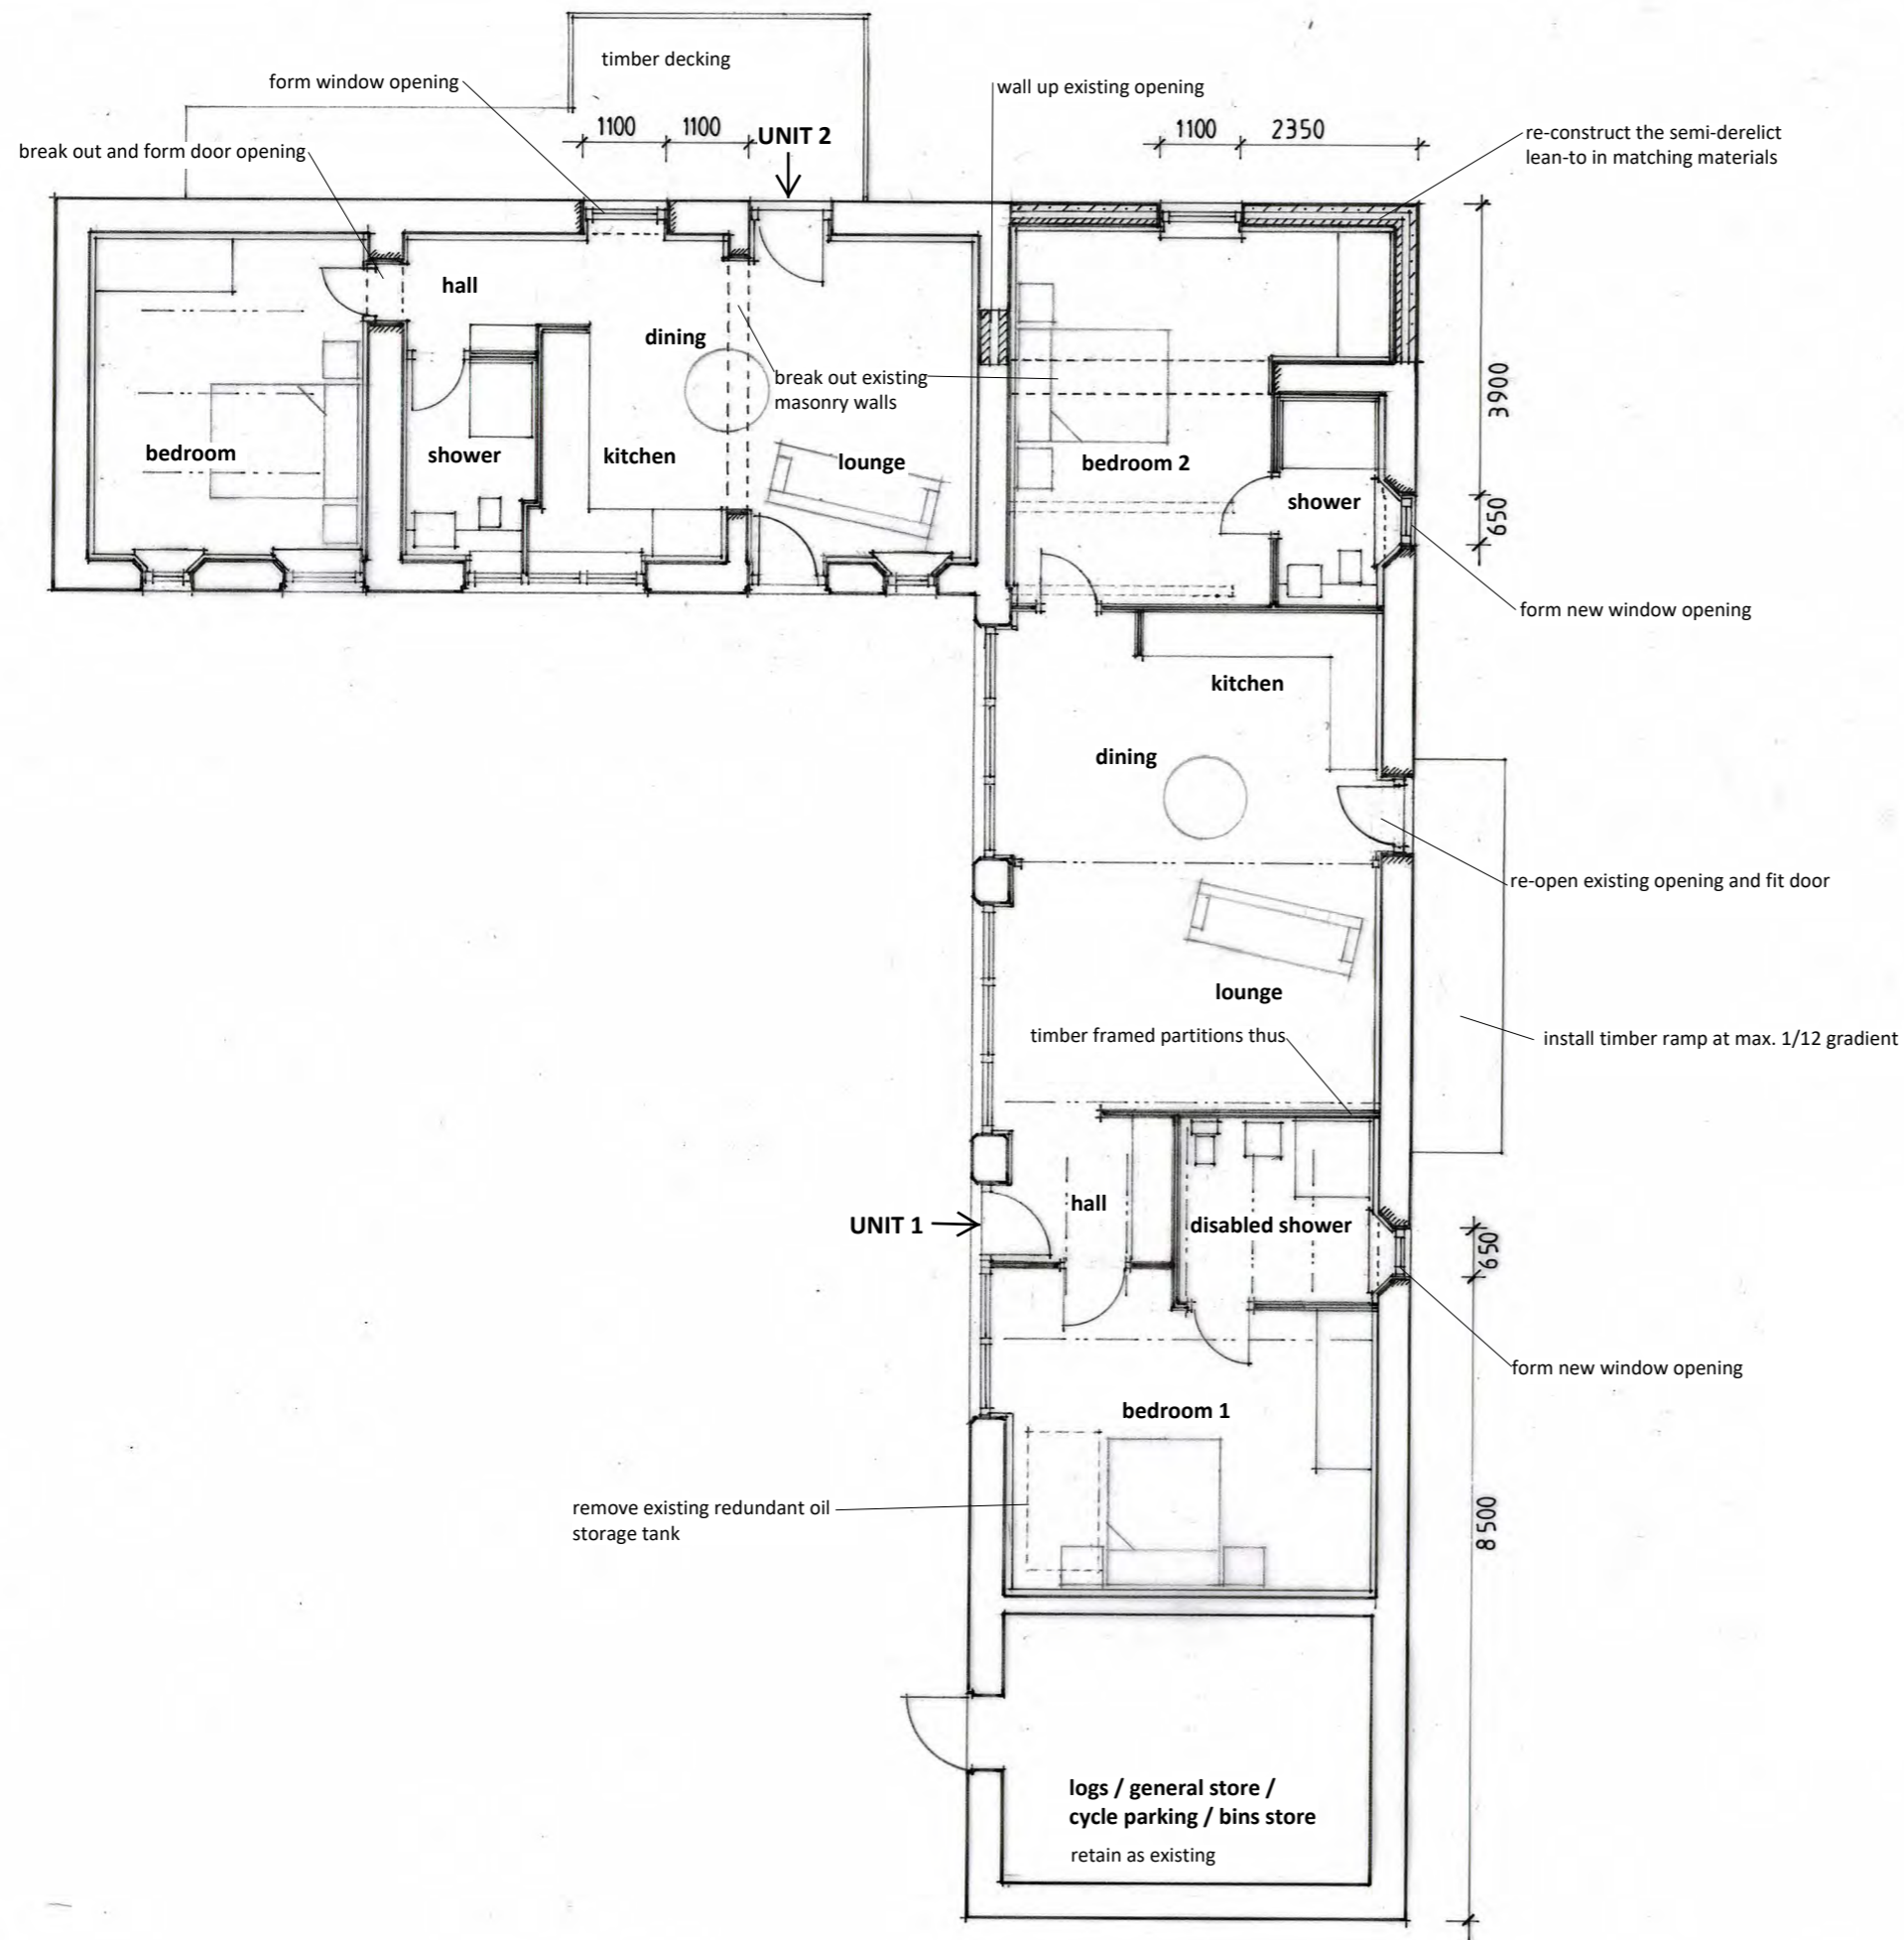 timber decking
form window opening
wall up existing opening
1100
1100
UNIT 2
1100
2350
re-construct the semi-derelict
lean-to in matching materials
break out and form door opening
hall
dining
break out existing
masonry walls
3900
bedroom
shower
kitchen
lounge
bedroom 2
shower
650
form new window opening
kitchen
dining
re-open existing opening and fit door
lounge
timber framed partitions thus
install timber ramp at max. 1/12 gradient
hall
UNIT 1
disabled shower
650
form new window opening
bedroom 1
remove existing redundant oil
storage tank
8500
logs / general store /
cycle parking / bins store
retain as existing